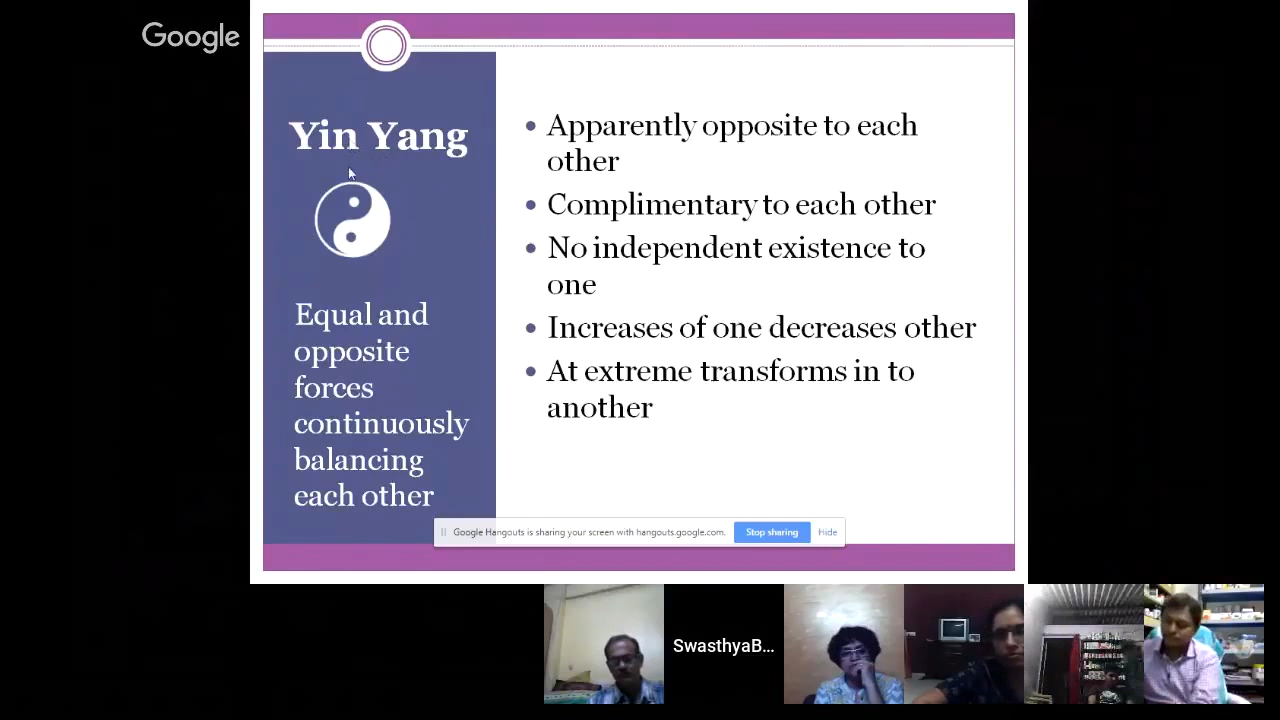 Google
Yin Yang
Equal and
opposite
forces
continuously
balancing
each other
Apparently opposite to each
other
Complimentary to each other
No independent existence to
one
Increases of one decreases other
At extreme transforms in to
another
Google Hangouts is sharing your screen with hangouts.google.com.
Stop sharing
Hide
SwasthyaB...